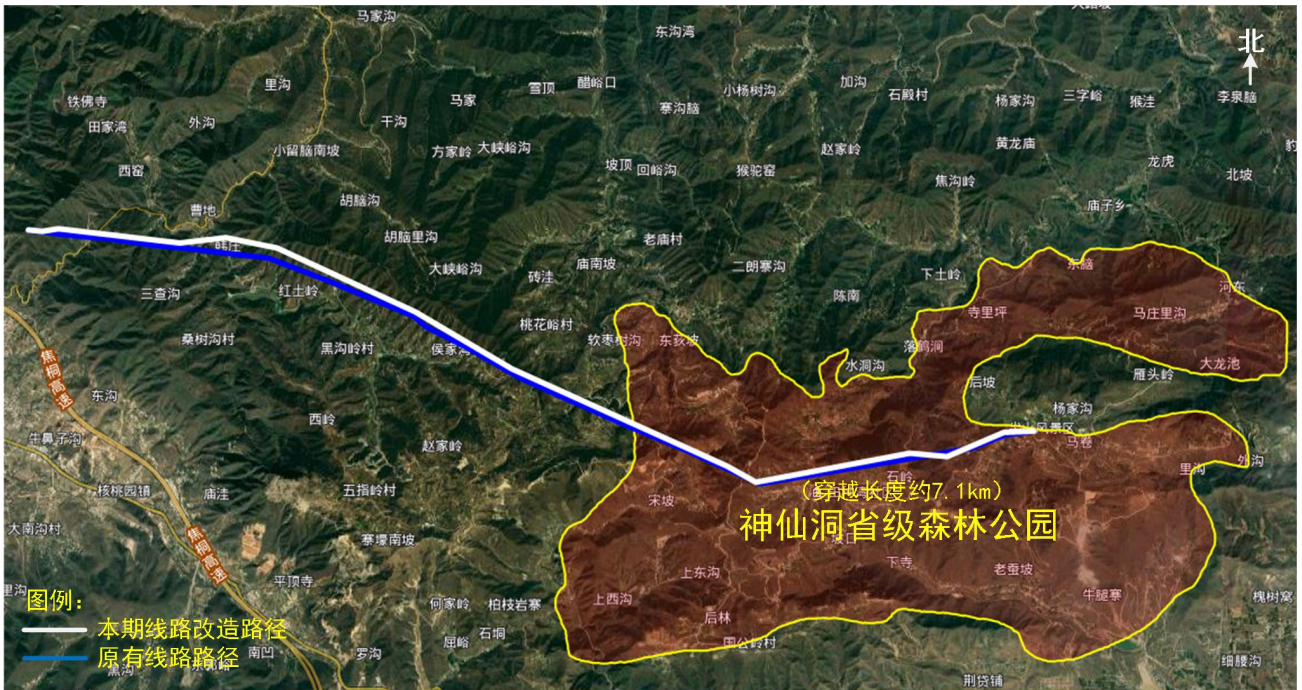 马家沟
东沟湾
北
里沟
铁佛寺
田家湾
外沟
西窑
马家
雪顶
醋峪口
干沟
小留脑南坡
方家岭
大峡峪沟
小杨树沟
寨沟脑
加沟
石殿村
杨家沟
三字峪
猴洼
李泉脑
坡顶
回峪沟
猴驼窑
赵家岭
黄龙庙
焦沟岭
龙虎
北坡
庙子乡
曹地
韩庄
胡脑沟
胡脑里沟
大峡峪沟
砖洼
庙南坡
老庙村
二朗寨沟
下土岭
陈南
东脑
河东
三查沟
红土岭
桑树沟村
黑沟岭村
侯家沟
桃花峪村
软枣树沟
东荻坡
寺里坪
马庄里沟
落鹤涧
水洞沟
后坡
雁头岭
大龙池
杨家沟
马卷
里沟
外沟
焦桐高速
东沟
牛鼻子沟
西岭
赵家岭
核桃园镇
庙洼
五指岭村
大南沟村
焦桐高速
寨壕南坡
宋坡
石岭
（穿越长度约7.1km）
神仙洞省级森林公园
上东沟
下寺
老蚕坡
牛腿寨
上西沟
后林
国公岭村
平顶寺
何家岭
柏枝岩寨
石垌
屈峪
罗沟
南凹
槐树窝
细腰沟
荆贷铺
里沟
图例：
本期线路改造路径
原有线路路径